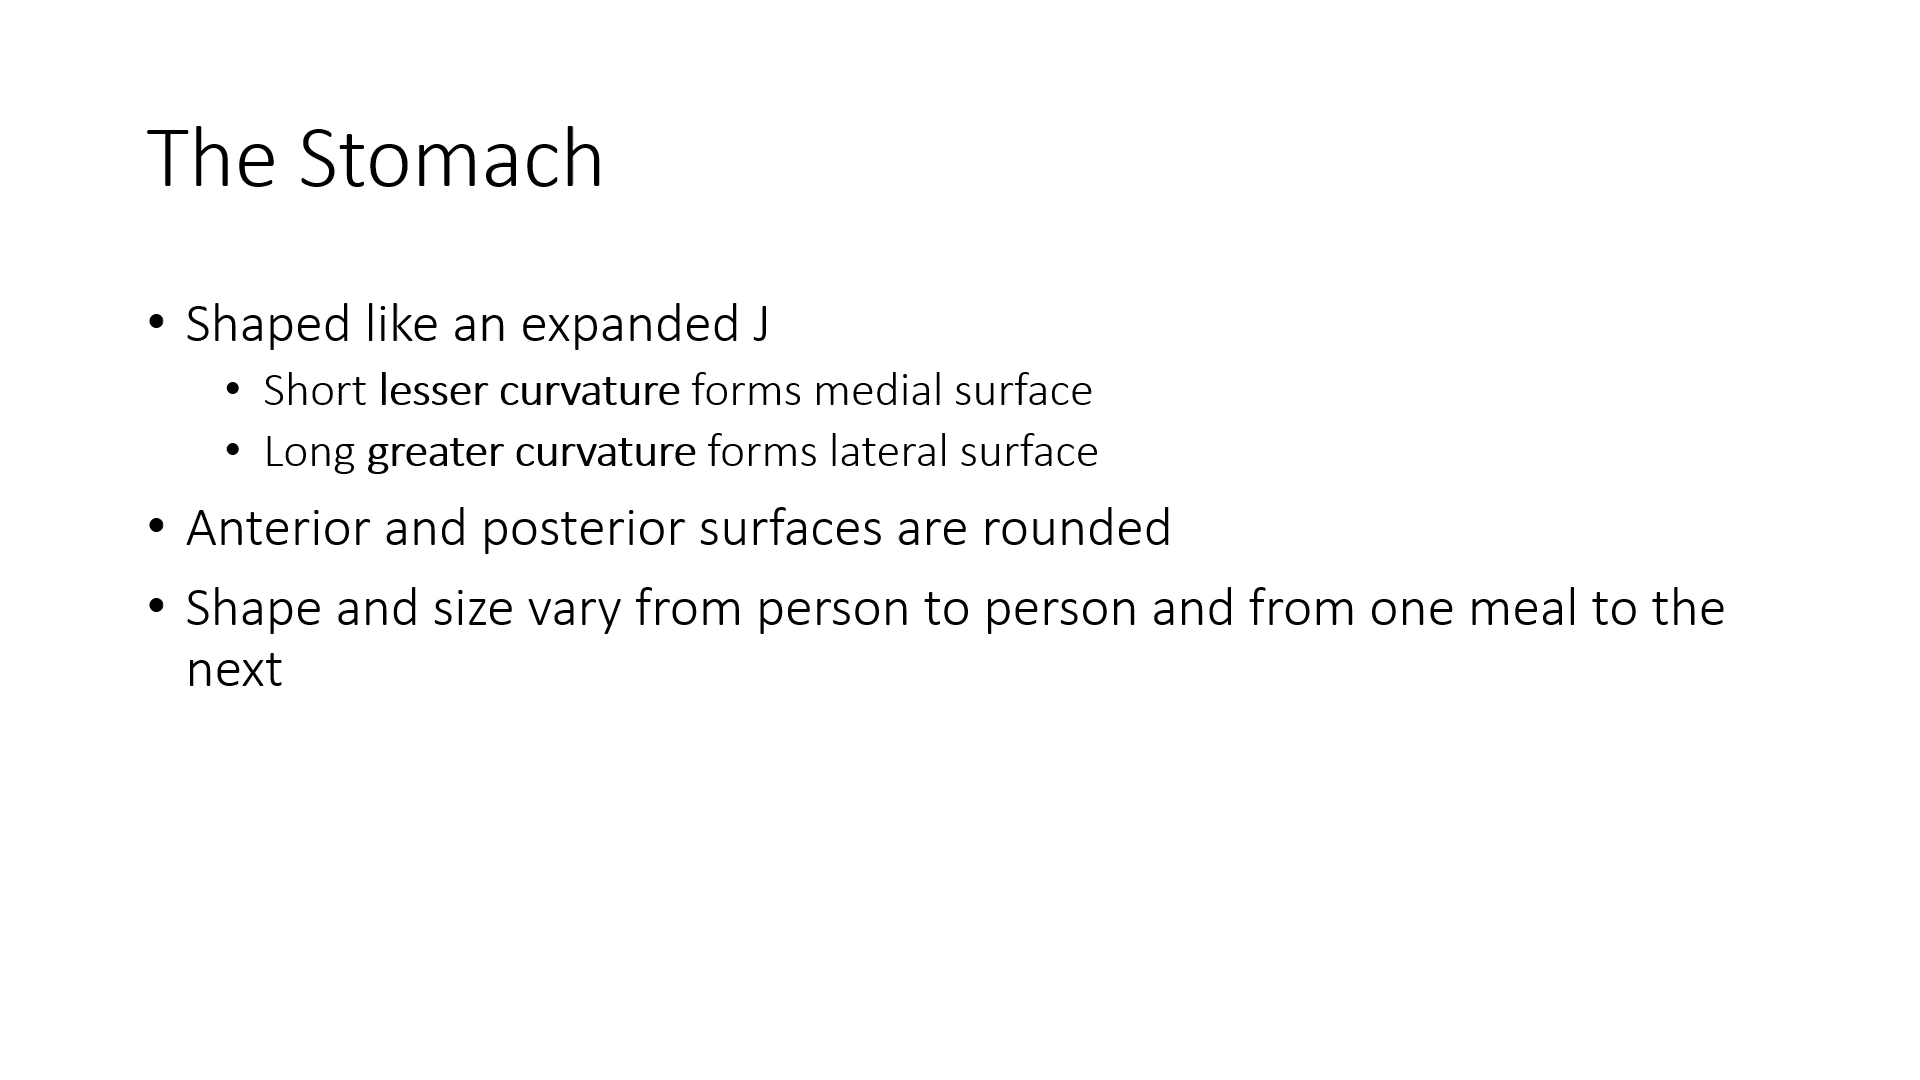 The Stomach
• Shaped like an expanded J
• Short lesser curvature forms medial surface
• Long greater curvature forms lateral surface
• Anterior and posterior surfaces are rounded
• Shape and size vary from person to person and from one meal to the
next